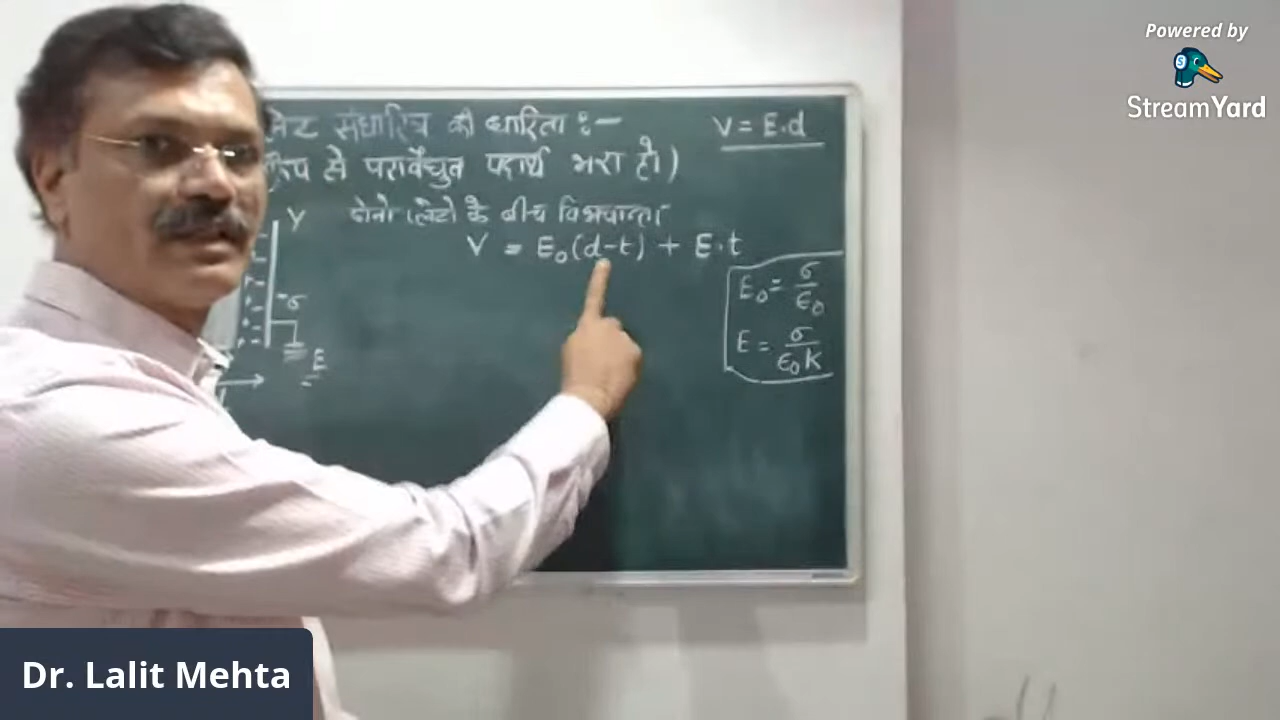 संधारित्र की धारिता :-
V = E.d
से परावैधुत पदार्थ भरा हो)
Y
दोनो प्लेटो के बीच विभवान्तर
V = E₀(d-t) + E.t
E₀ = σ/ε₀
E = σ/ε₀K
-σ
E
Powered by
StreamYard
Dr. Lalit Mehta